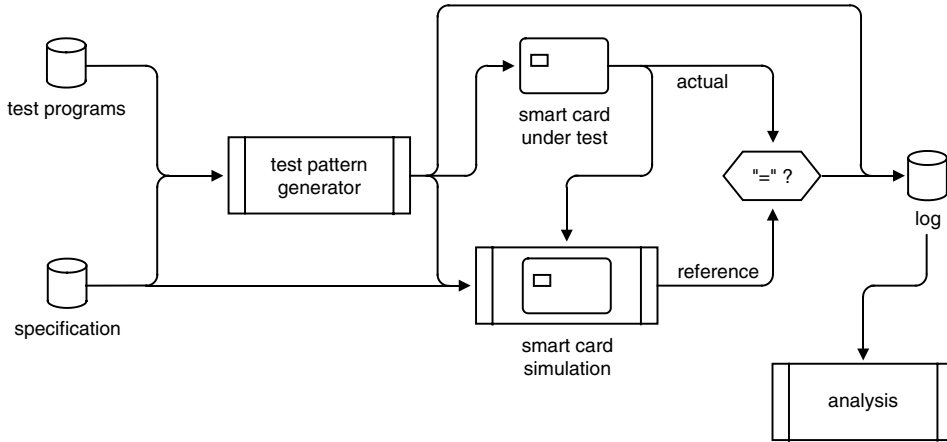 test programs
specification
test pattern
generator
smart card
under test
smart card
simulation
actual
reference
"=" ?
log
analysis